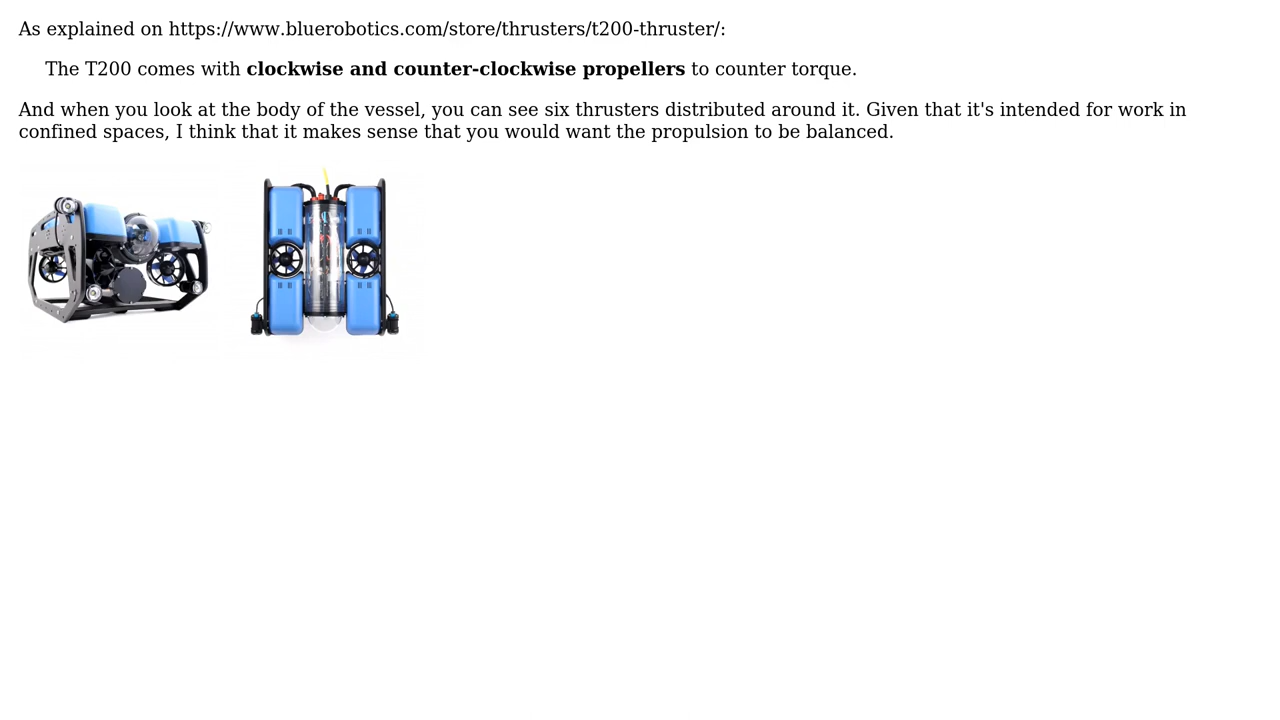 As explained on https://www.bluerobotics.com/store/thrusters/t200-thruster/:
The T200 comes with clockwise and counter-clockwise propellers to counter torque.
And when you look at the body of the vessel, you can see six thrusters distributed around it. Given that it's intended for work in
confined spaces, I think that it makes sense that you would want the propulsion to be balanced.